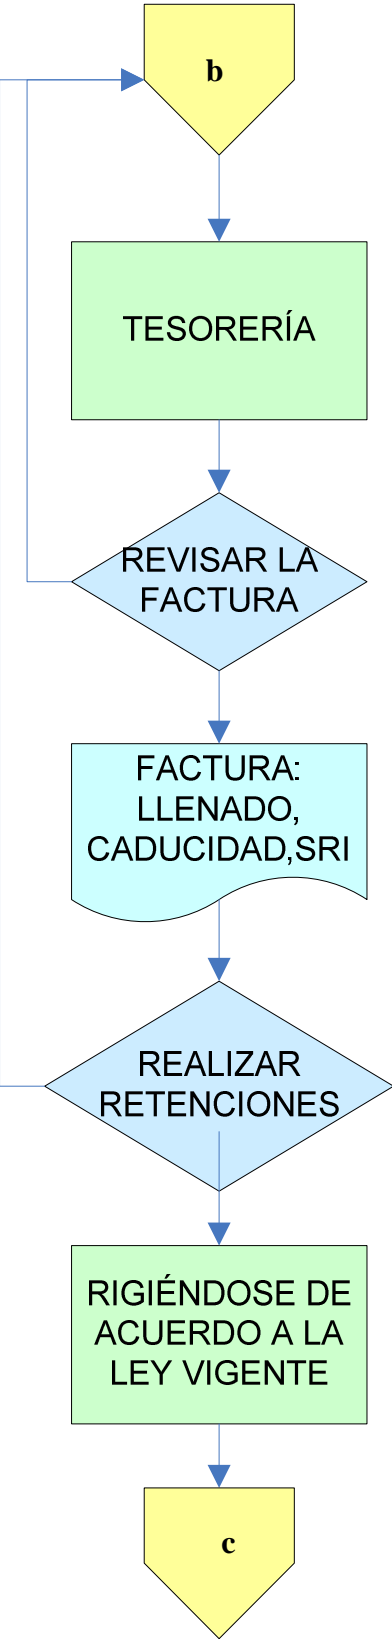 b
TESORERÍA
REVISAR LA
FACTURA
FACTURA:
LLENADO,
CADUCIDAD,SRI
REALIZAR
RETENCIONES
RIGIÉNDOSE DE
ACUERDO A LA
LEY VIGENTE
c